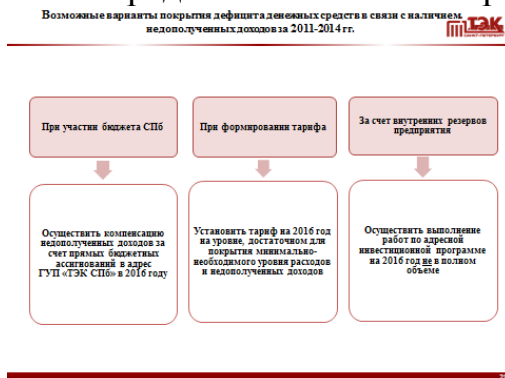 Возможные варианты покрытия дефицита денежных средств в связи с наличием
недополученных доходов за 2011-2014 гг.
ТЭК
САНКТ-ПЕТЕРБУРГ
При участии бюджета СПб
При формировании тарифа
За счет внутренних резервов
предприятия
Осуществить компенсацию
недополученных доходов за
счет прямых бюджетных
ассигнований в адрес
ГУП «ТЭК СПб» в 2016 году
Установить тариф на 2016 год
на уровне, достаточном для
покрытия минимально-
необходимого уровня расходов
и недополученных доходов
Осуществить выполнение
работ по адресной
инвестиционной программе
на 2016 год не в полном
объеме